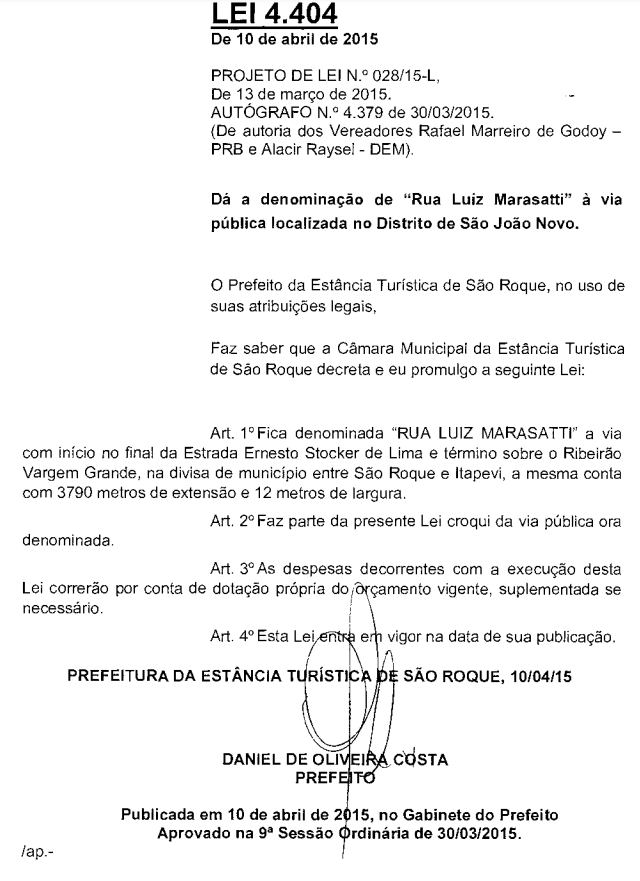 LEI 4.404
De 10 de abril de 2015
PROJETO DE LEI N.º 028/15-L,
De 13 de março de 2015.
AUTÓGRAFO N.º 4.379 de 30/03/2015.
(De autoria dos Vereadores Rafael Marreiro de Godoy –
PRB e Alacir Raysel - DEM).
Dá a denominação de “Rua Luíz Marasatti” à via
pública localizada no Distrito de São João Novo.
O Prefeito da Estância Turística de São Roque, no uso de
suas atribuições legais,
Faz saber que a Câmara Municipal da Estância Turística
de São Roque decreta e eu promulgo a seguinte Lei:
Art. 1º Fica denominada “RUA LUIZ MARASATTI” a via
com início no final da Estrada Ernesto Stocker de Lima e término sobre o Ribeirão
Vargem Grande, na divisa de município entre São Roque e Itapevi, a mesma conta
com 3790 metros de extensão e 12 metros de largura.
Art. 2º Faz parte da presente Lei croqui da via pública ora
denominada.
Art. 3º As despesas decorrentes com a execução desta
Lei correrão por conta de dotação própria do orçamento vigente, suplementada se
necessário.
Art. 4º Esta Lei entra em vigor na data de sua publicação.
PREFEITURA DA ESTÂNCIA TURÍSTICA DE SÃO ROQUE, 10/04/15
DANIEL DE OLIVEIRA COSTA
PREFEITO
Publicada em 10 de abril de 2015, no Gabinete do Prefeito
Aprovado na 9ª Sessão Ordinária de 30/03/2015.
/ap.-